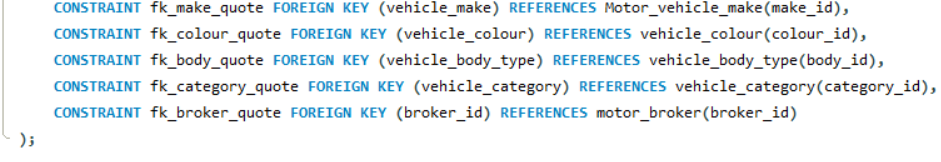 CONSTRAINT fk_make_quote FOREIGN KEY (vehicle_make) REFERENCES Motor_vehicle_make(make_id),
CONSTRAINT fk_colour_quote FOREIGN KEY (vehicle_colour) REFERENCES vehicle_colour(colour_id),
CONSTRAINT fk_body_quote FOREIGN KEY (vehicle_body_type) REFERENCES vehicle_body_type(body_id),
CONSTRAINT fk_category_quote FOREIGN KEY (vehicle_category) REFERENCES vehicle_category(category_id),
CONSTRAINT fk_broker_quote FOREIGN KEY (broker_id) REFERENCES motor_broker(broker_id)
);